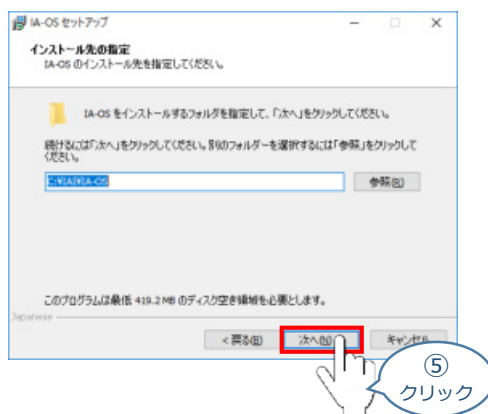 IA-OS セットアップ
インストール先の指定
IA-OS のインストール先を指定してください。
IA-OS をインストールするフォルダを指定して、「次へ」をクリックしてください。
続けるには「次へ」をクリックしてください。別のフォルダーを選択するには「参照」をクリックして
ください。
C:¥IAI¥IA-OS
参照(R)
このプログラムは最低 419.2 MB のディスク空き領域を必要とします。
Japanese
< 戻る(B)
次へ(N)
キャンセル
⑤
クリック